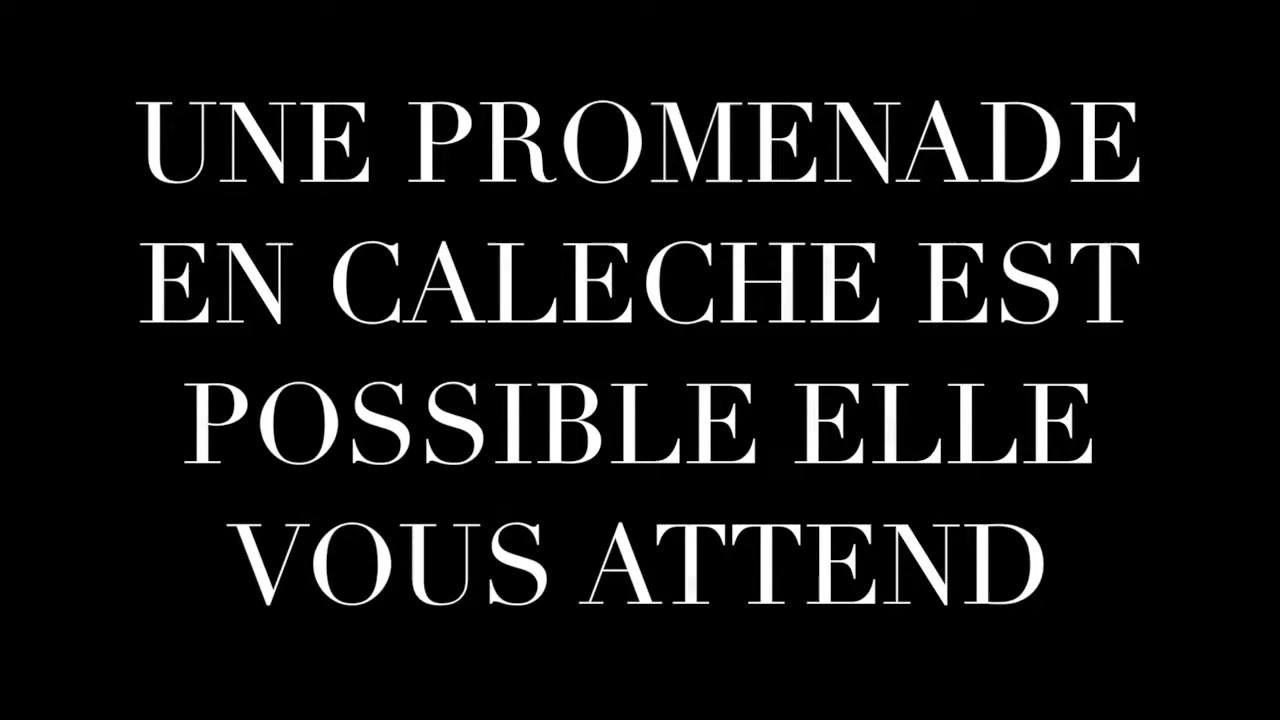 UNE PROMENADE
EN CALECHE EST
POSSIBLE ELLE
VOUS ATTEND